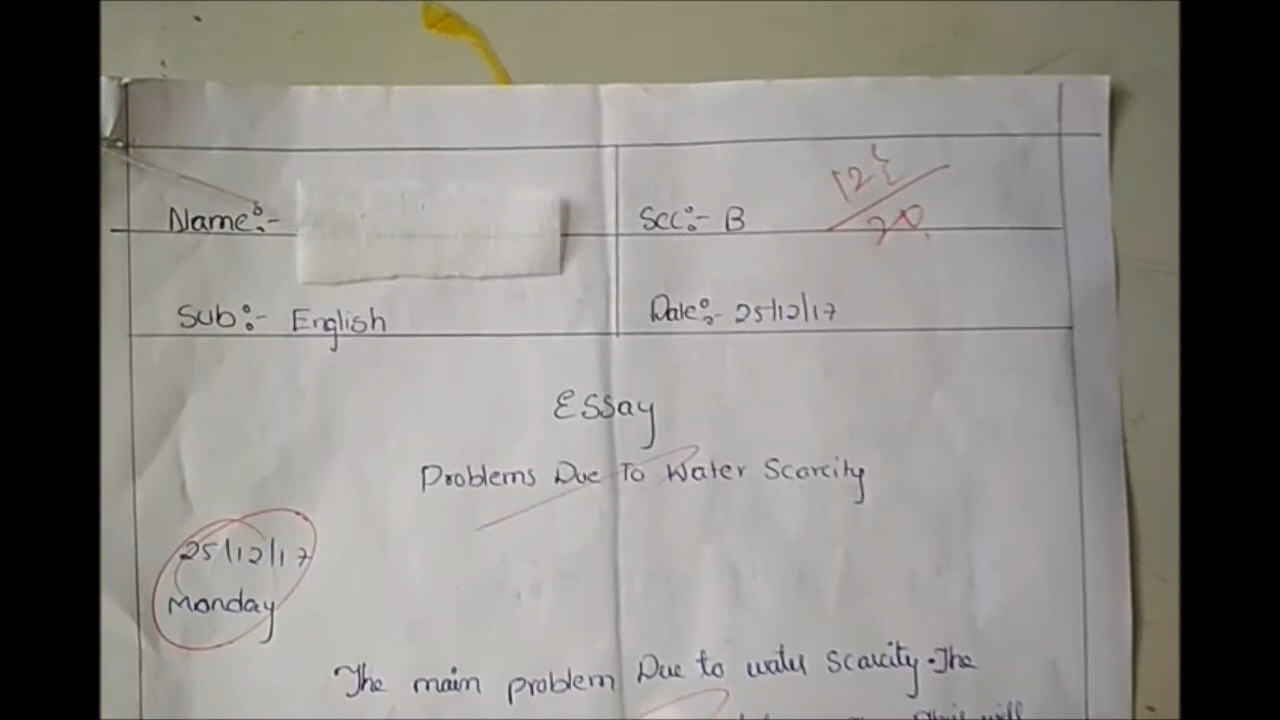 Name:-
Sec:- B
12½/20
Sub:- English
Date:- 25/12/17
Essay
Problems Due To Water Scarcity
25/12/17
Monday
The main problem Due to water scarcity. The
will